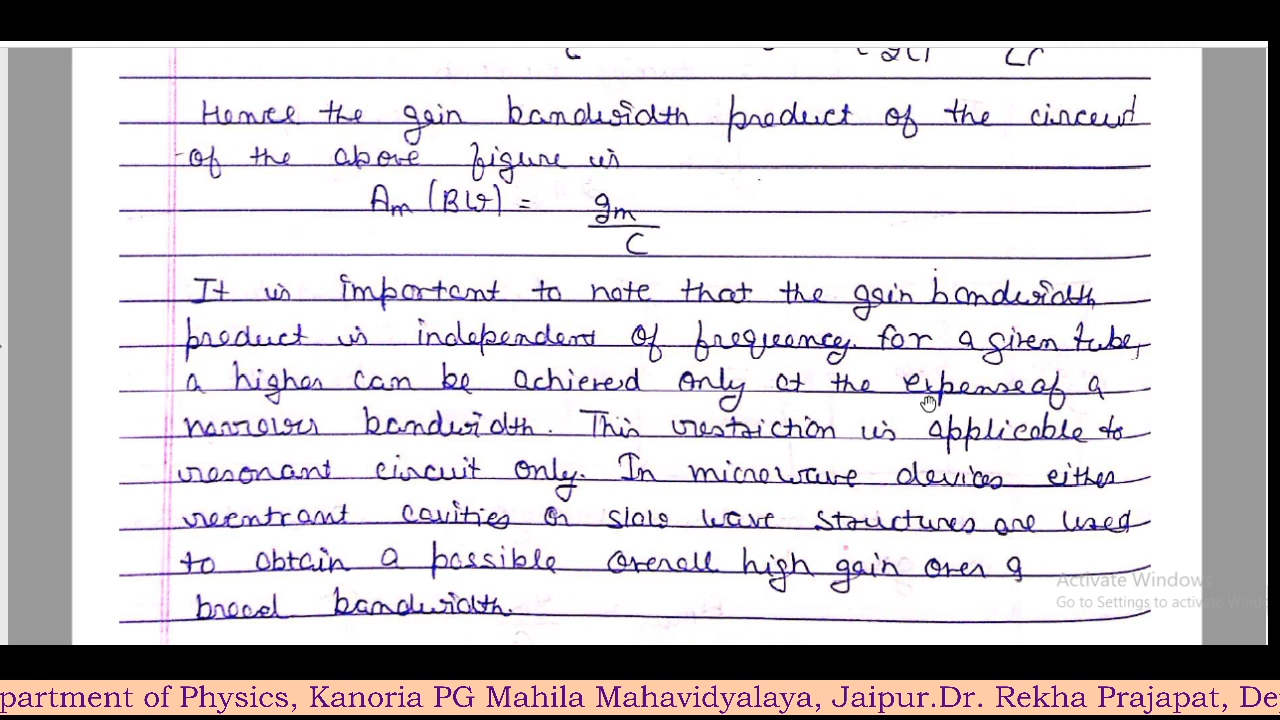 Hence the gain bandwidth product of the circuit
of the above figure is
Am (BW) = gm
C
It is important to note that the gain bandwidth
product is independent of frequency. for a given tube,
a higher can be achieved only at the expense of a
narrower bandwidth. This restriction is applicable to
resonant circuit only. In microwave devices either
reentrant cavities or slow wave structures are used
to obtain a possible overall high gain over a
broad bandwidth.
Activate Windows
Go to Settings to activate Windows
partment of Physics, Kanoria PG Mahila Mahavidyalaya, Jaipur.Dr. Rekha Prajapat, De